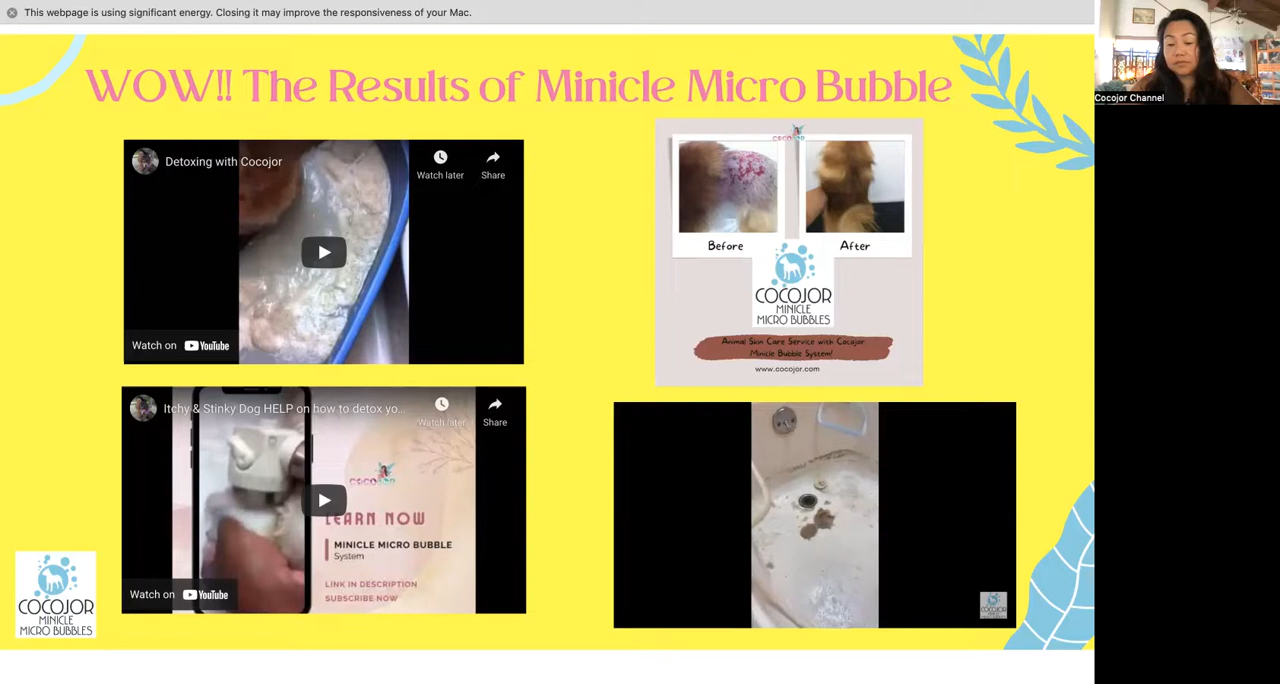 This webpage is using significant energy. Closing it may improve the responsiveness of your Mac.
WOW!! The Results of Minicle Micro Bubble
Cocojor Channel
Detoxing with Cocojor
Watch later
Share
Watch on YouTube
COCOJOR
Before
After
COCOJOR
MINICLE
MICRO BUBBLES
Animal Skin Care Service with Cocojor
Minicle Bubble System!
www.cocojor.com
Itchy & Stinky Dog HELP on how to detox yo...
Watch later
Share
COCOJOR
LEARN NOW
MINICLE MICRO BUBBLE
System
LINK IN DESCRIPTION
SUBSCRIBE NOW
Watch on YouTube
COCOJOR
MINICLE
MICRO BUBBLES
COCOJOR